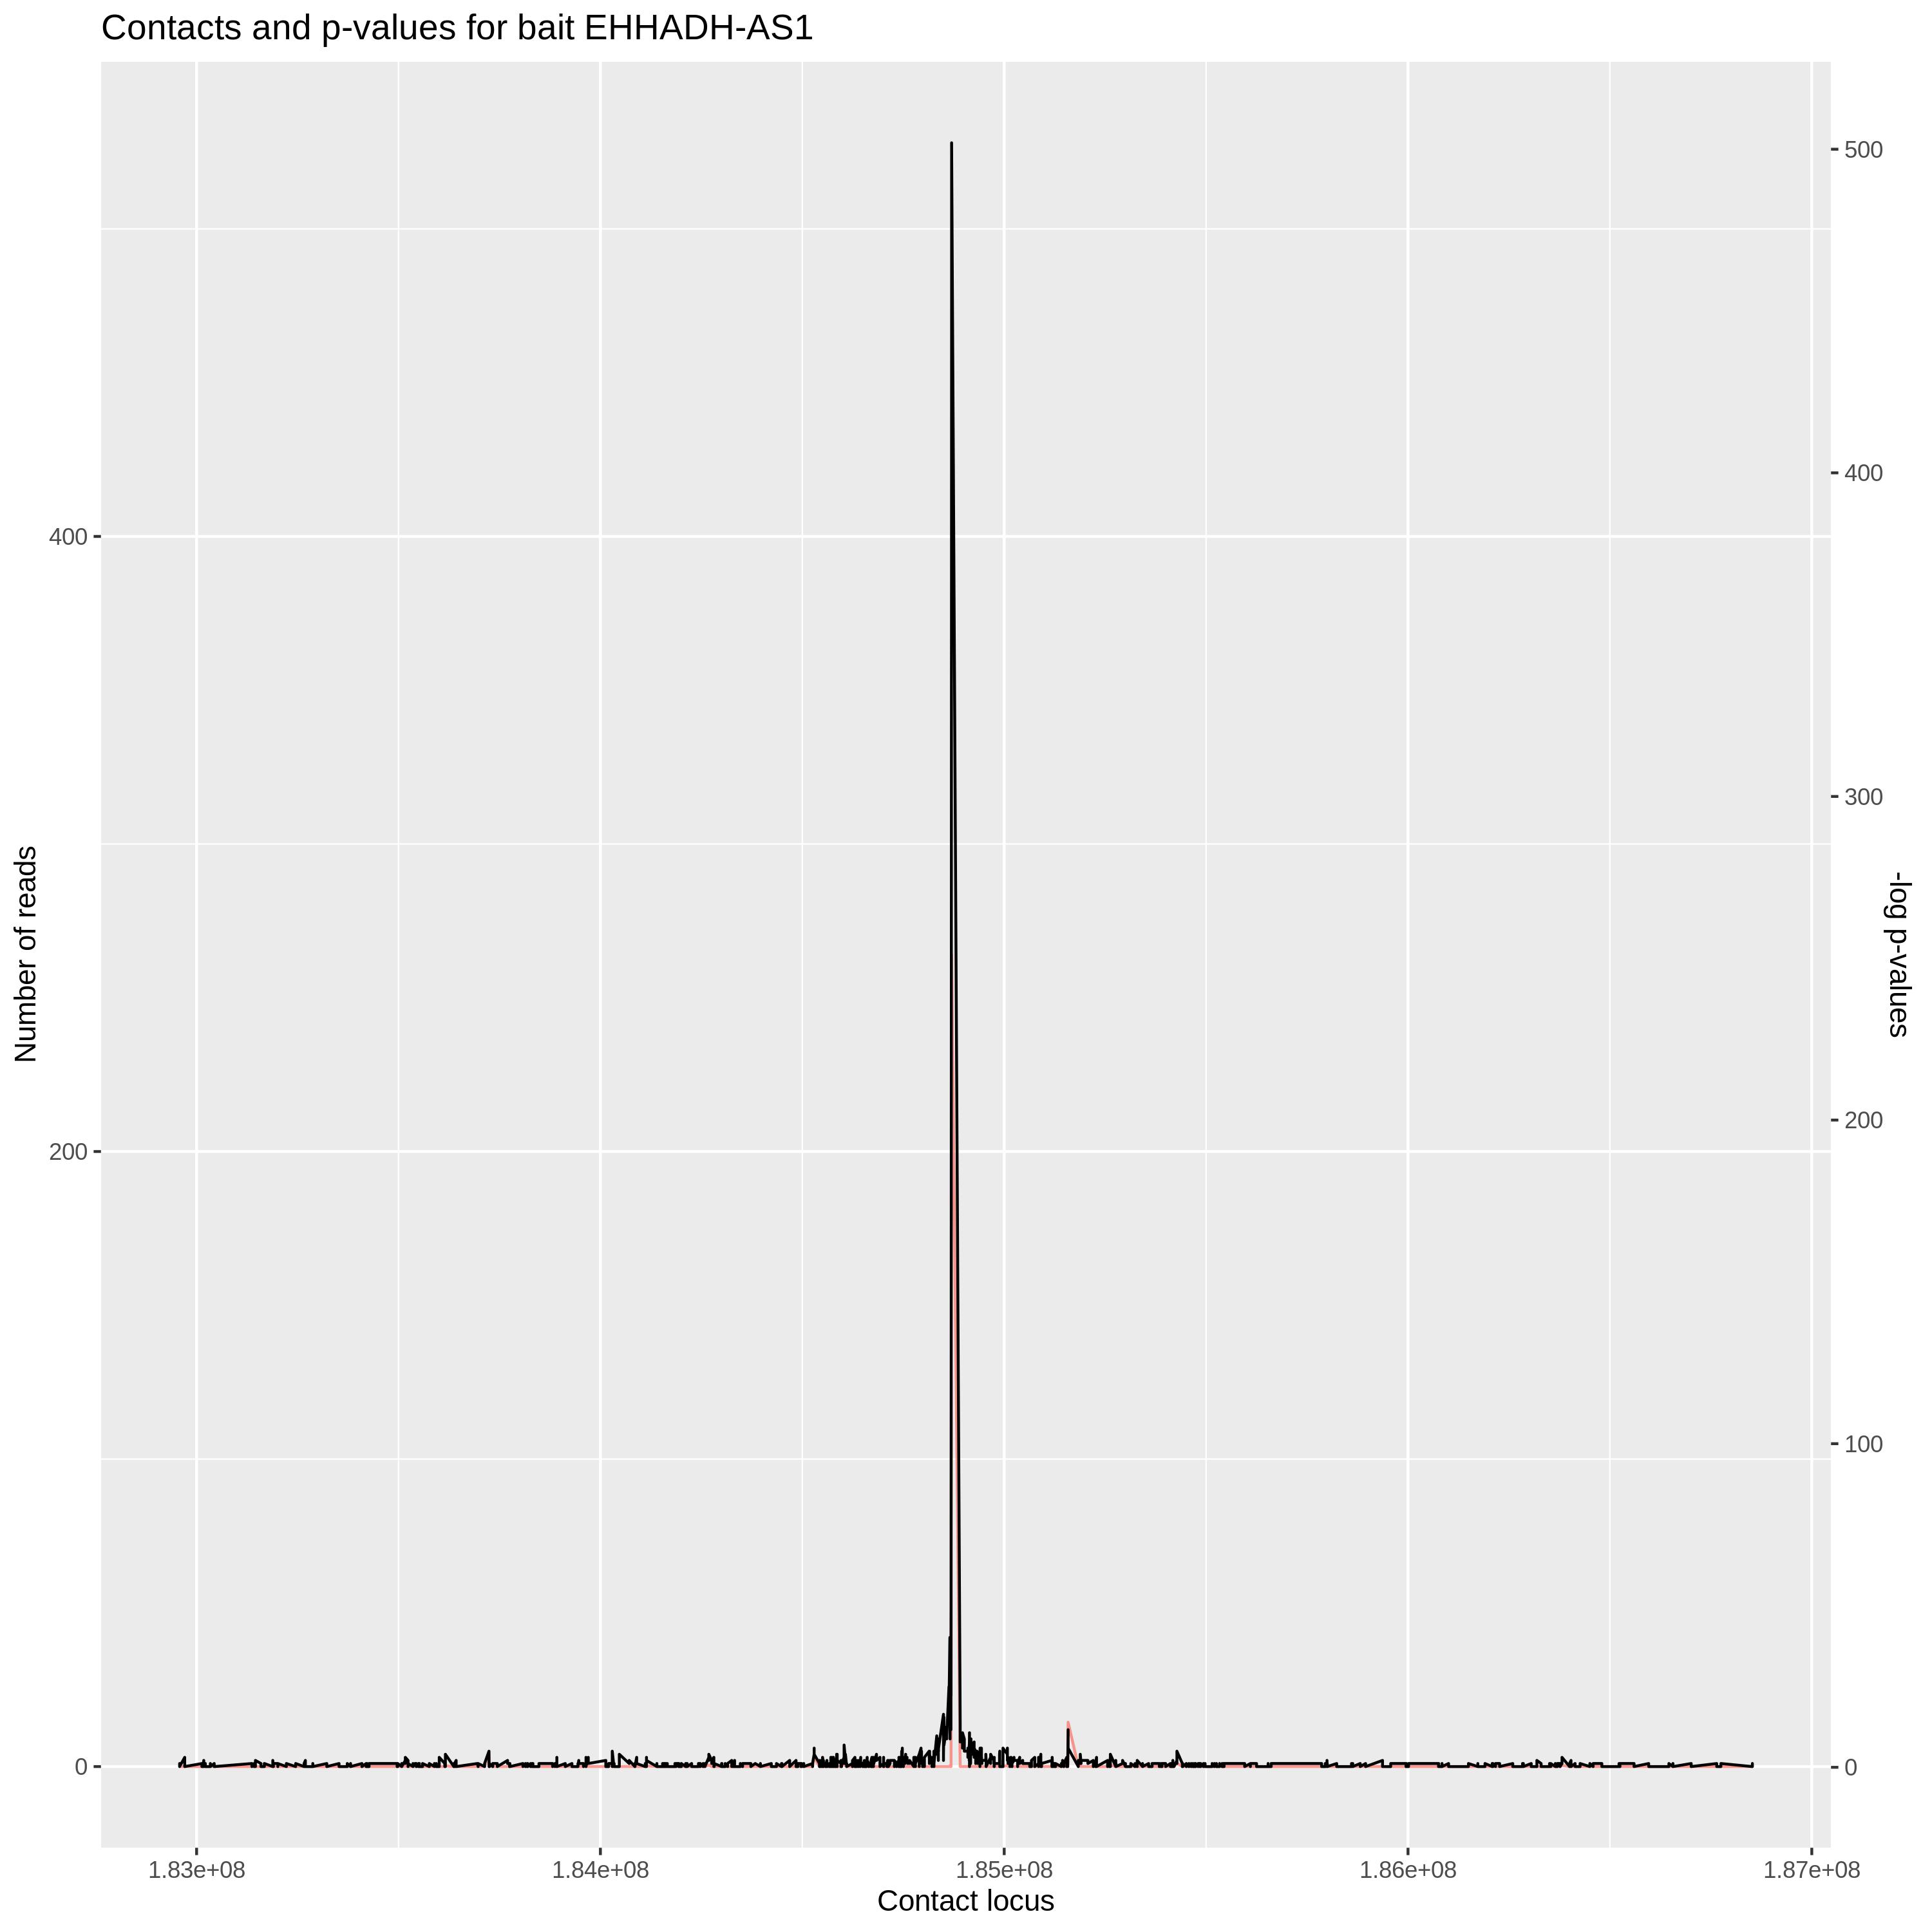 Contacts and p-values for bait EHHADH-AS1
Number of reads
400
200
0
500
400
300
200
100
0
-log p-values
1.83e+08
1.84e+08
1.85e+08
1.86e+08
1.87e+08
Contact locus